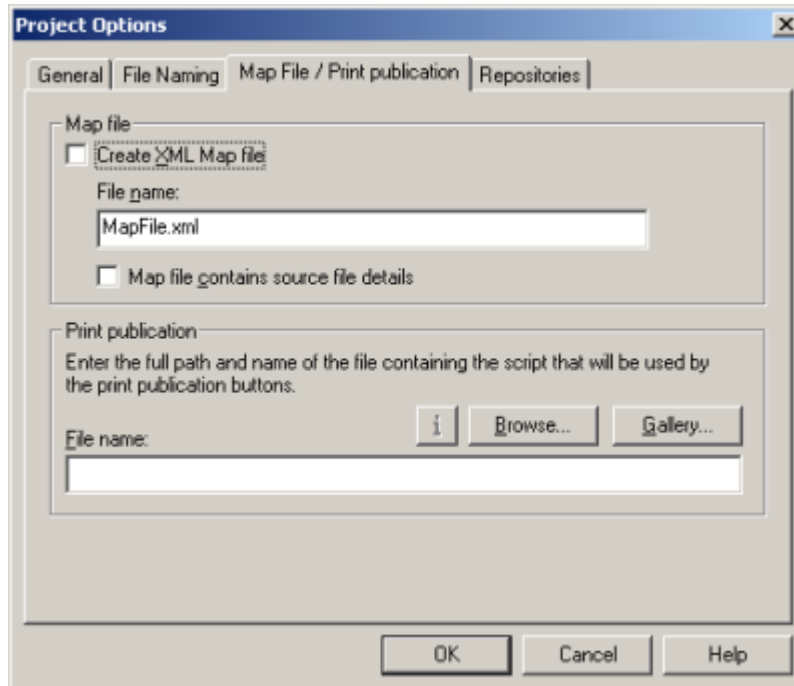 Project Options
General File Naming Map File / Print publication Repositories
Map file
Create XML Map file
File name:
MapFile.xml
Map file contains source file details
Print publication
Enter the full path and name of the file containing the script that will be used by
the print publication buttons.
i Browse... Gallery...
File name:
OK Cancel Help